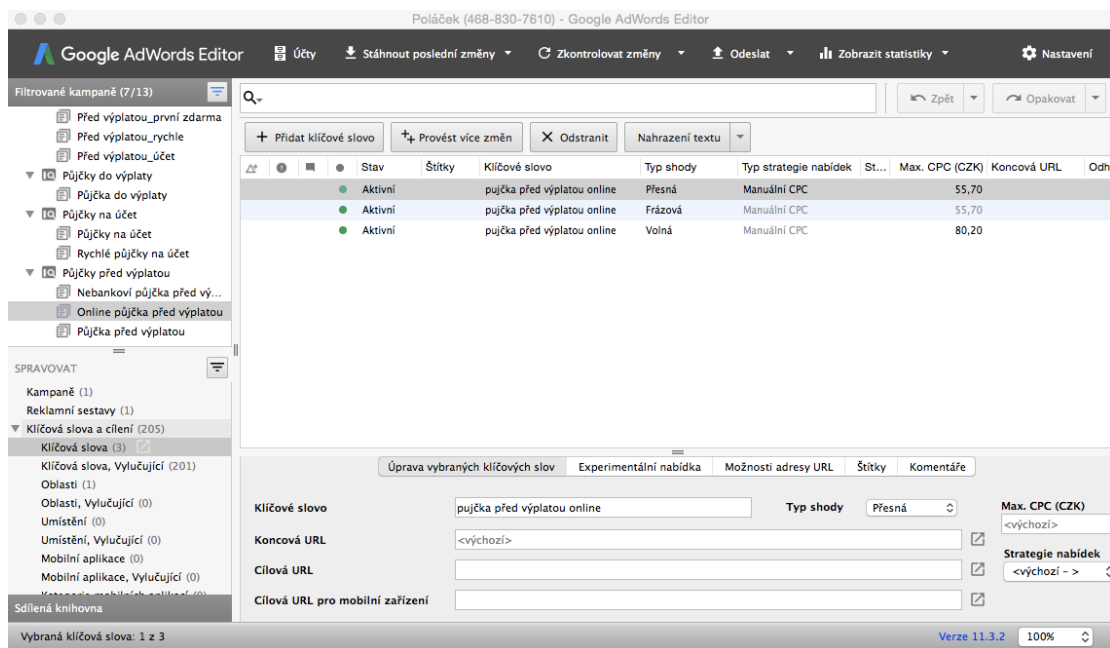 Poláček (468-830-7610) - Google AdWords Editor
Google AdWords Editor
Účty
Stáhnout poslední změny
Zkontrolovat změny
Odeslat
Zobrazit statistiky
Nastavení
Filtrované kampaně (7/13)
Před výplatou_první zdarma
Před výplatou_rychle
Před výplatou_účet
Půjčky do výplaty
Půjčka do výplaty
Půjčky na účet
Půjčky na účet
Rychlé půjčky na účet
Půjčky před výplatou
Nebankoví půjčka před vý...
Online půjčka před výplatou
Půjčka před výplatou
SPRAVOVAT
Kampaně (1)
Reklamní sestavy (1)
Klíčová slova a cílení (205)
Klíčová slova (3)
Klíčová slova, Vylučující (201)
Oblasti (1)
Oblasti, Vylučující (0)
Umístění (0)
Umístění, Vylučující (0)
Mobilní aplikace (0)
Mobilní aplikace, Vylučující (0)
Kategorie mobilních aplikací (0)
Sdílená knihovna
Zpět
Opakovat
Přidat klíčové slovo
Provést více změn
Odstranit
Nahrazení textu
Stav Štítky Klíčové slovo Typ shody Typ strategie nabídek St... Max. CPC (CZK) Koncová URL Odh
Aktivní pujčka před výplatou online Přesná Manuální CPC 55,70
Aktivní pujčka před výplatou online Frázová Manuální CPC 55,70
Aktivní pujčka před výplatou online Volná Manuální CPC 80,20
Úprava vybraných klíčových slov
Experimentální nabídka
Možnosti adresy URL
Štítky
Komentáře
Klíčové slovo pujčka před výplatou online Typ shody Přesná
Koncová URL <výchozí>
Cílová URL
Cílová URL pro mobilní zařízení
Max. CPC (CZK)
<výchozí>
Strategie nabídek
<výchozí - >
Vybraná klíčová slova: 1 z 3
Verze 11.3.2 100%